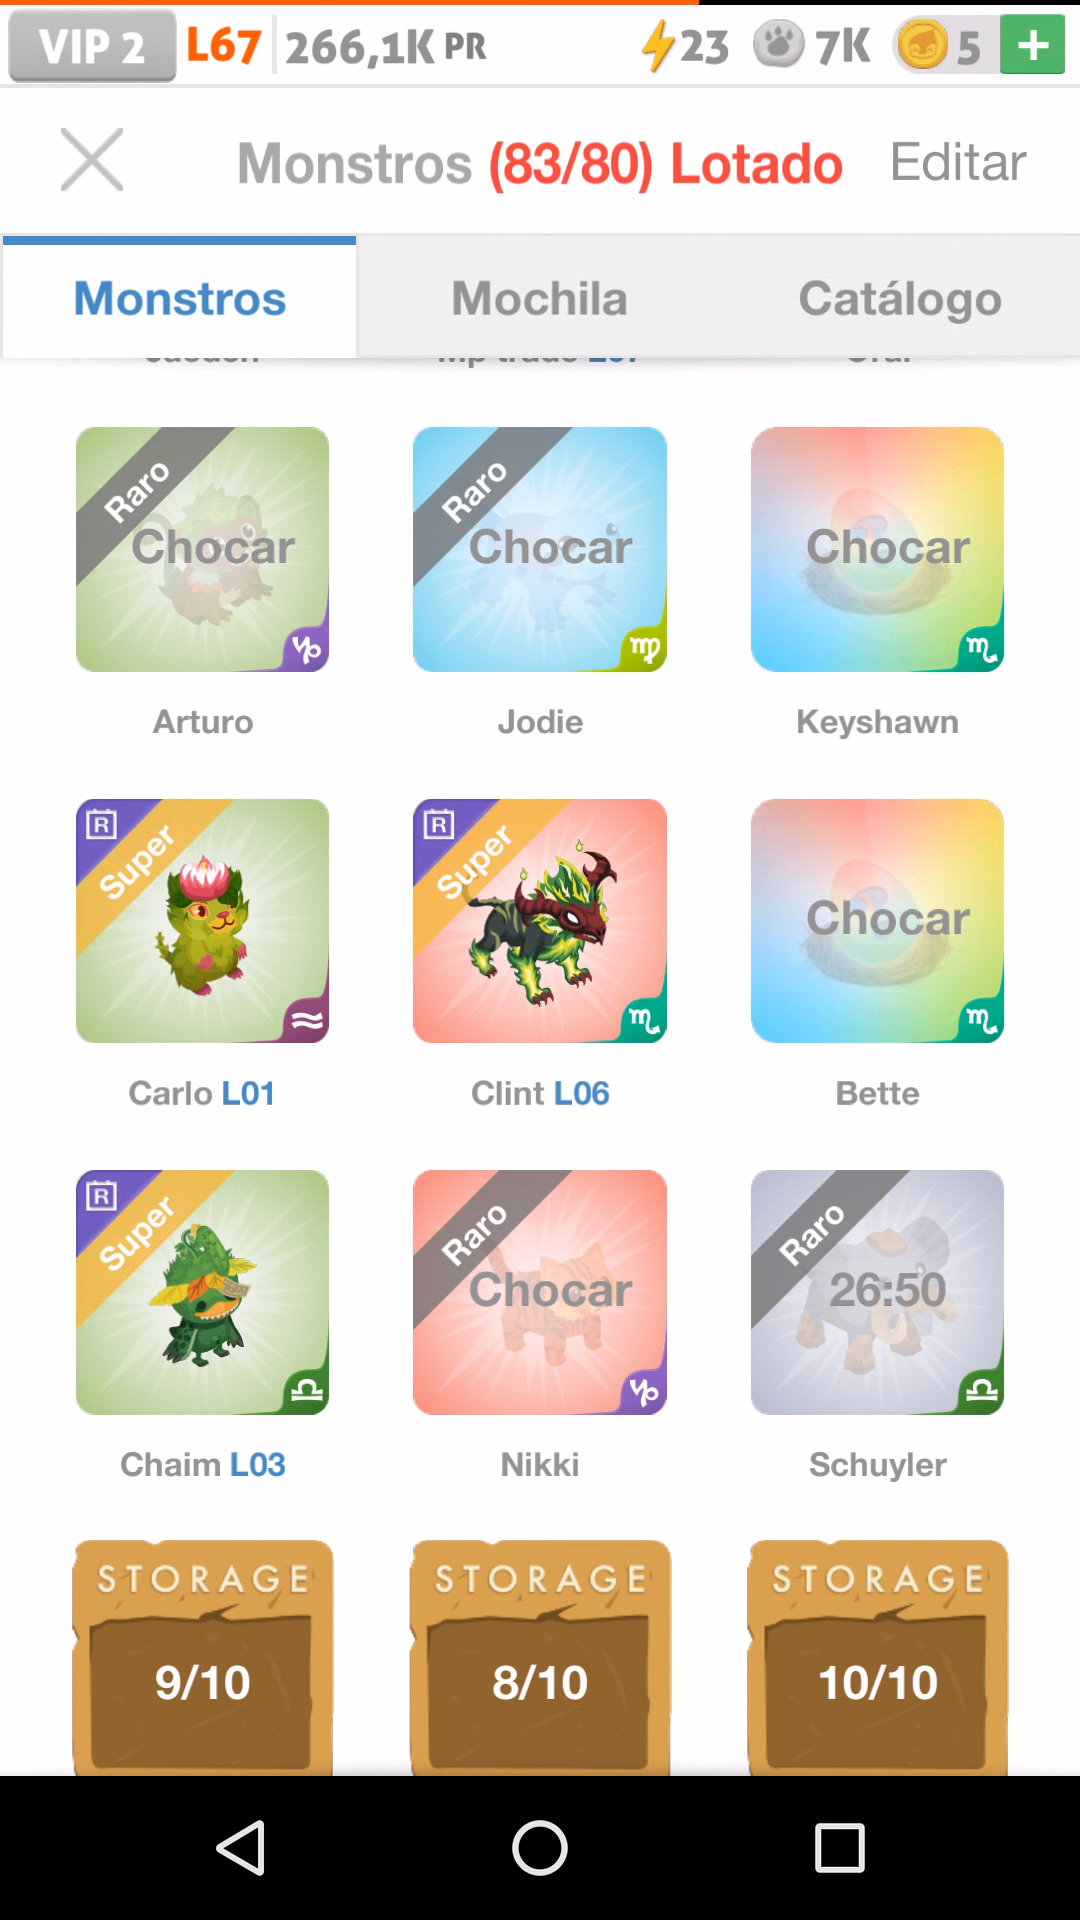 VIP 2 L67 266,1K PR 23 7K 5 +
Monstros (83/80) Lotado Editar
Monstros Mochila Catálogo
Raro Raro
Chocar Chocar Chocar
Arturo Jodie Keyshawn
R Super R Super
Chocar
Carlo L01 Clint L06 Bette
R Super Raro Raro
Chocar 26:50
Chaim L03 Nikki Schuyler
STORAGE STORAGE STORAGE
9/10 8/10 10/10